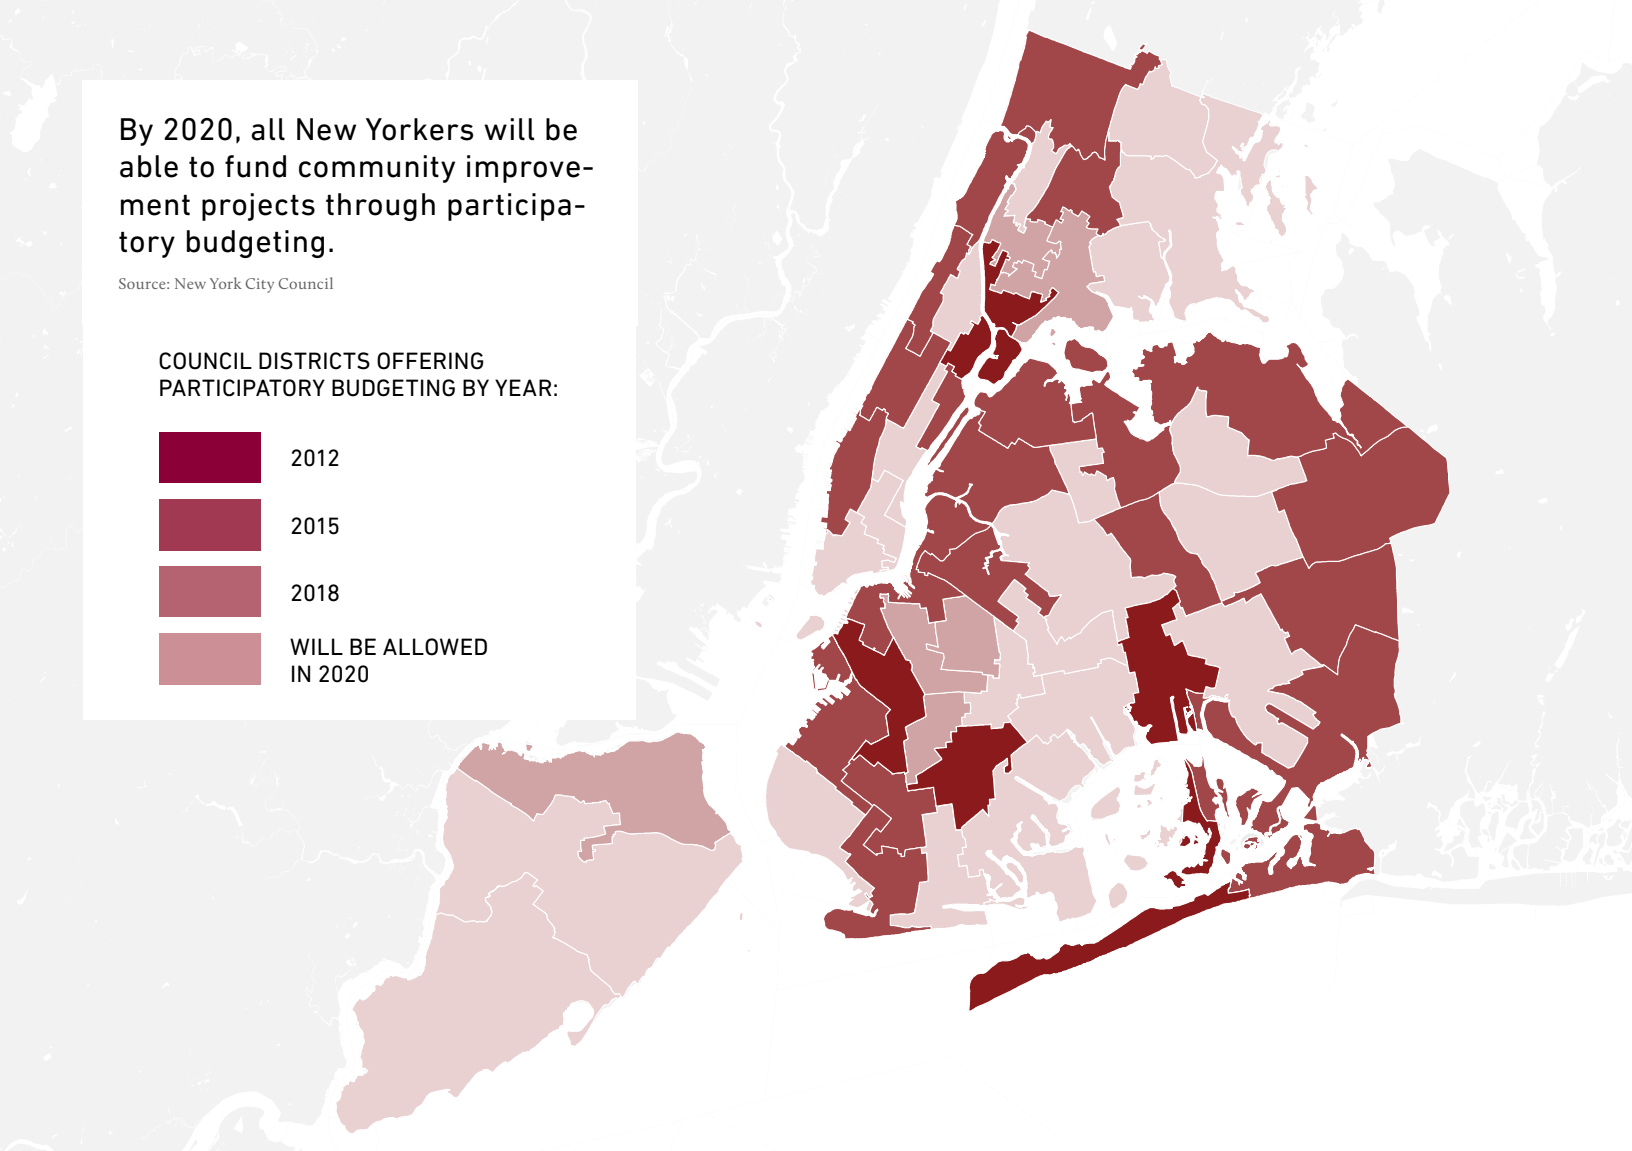 By 2020, all New Yorkers will be
able to fund community improve-
ment projects through participa-
tory budgeting.
Source: New York City Council
COUNCIL DISTRICTS OFFERING
PARTICIPATORY BUDGETING BY YEAR:
2012
2015
2018
WILL BE ALLOWED
IN 2020